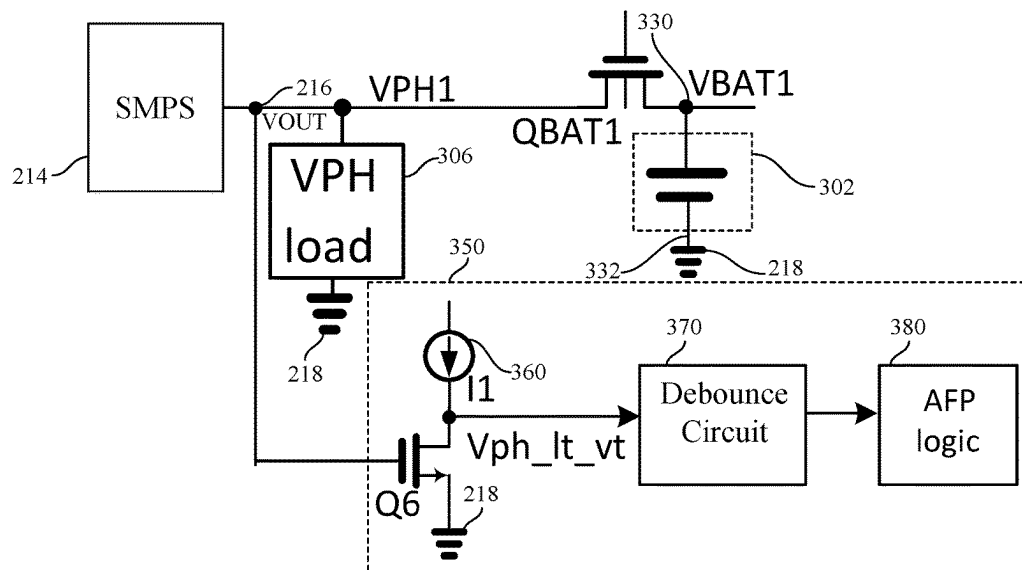 330
SMPS
216
VPH1
VBAT1
VOUT
QBAT1
214
VPH
load
306
302
332
218
350
218
360
I1
370
380
Debounce
Circuit
AFP
logic
Vph_lt_vt
Q6
218